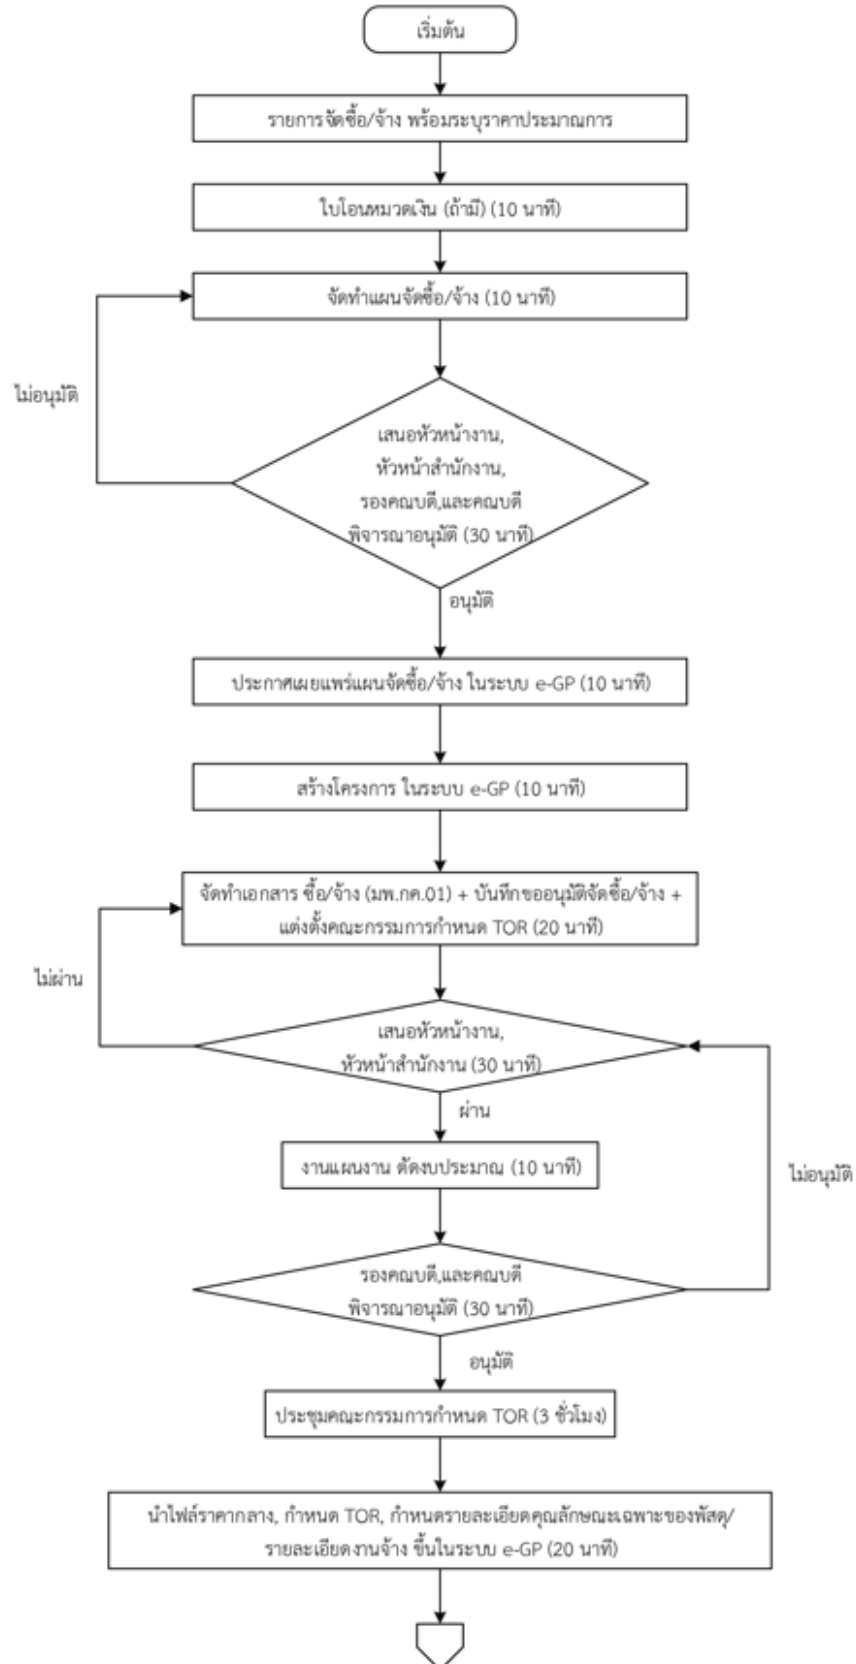 เริ่มต้น
รายการจัดซื้อ/จ้าง พร้อมระบุราคาประมาณการ
ใบโอนหมวดเงิน (ถ้ามี) (10 นาที)
จัดทำแผนจัดซื้อ/จ้าง (10 นาที)
ไม่อนุมัติ
เสนอหัวหน้างาน,
หัวหน้าสำนักงาน,
รองคณบดี,และคณบดี
พิจารณาอนุมัติ (30 นาที)
อนุมัติ
ประกาศเผยแพร่แผนจัดซื้อ/จ้าง ในระบบ e-GP (10 นาที)
สร้างโครงการ ในระบบ e-GP (10 นาที)
จัดทำเอกสาร ซื้อ/จ้าง (มพ.กค.01) + บันทึกขออนุมัติจัดซื้อ/จ้าง +
แต่งตั้งคณะกรรมการกำหนด TOR (20 นาที)
ไม่ผ่าน
เสนอหัวหน้างาน,
หัวหน้าสำนักงาน (30 นาที)
ผ่าน
งานแผนงาน ตัดงบประมาณ (10 นาที)
ไม่อนุมัติ
รองคณบดี,และคณบดี
พิจารณาอนุมัติ (30 นาที)
อนุมัติ
ประชุมคณะกรรมการกำหนด TOR (3 ชั่วโมง)
นำไฟล์ราคากลาง, กำหนด TOR, กำหนดรายละเอียดคุณลักษณะเฉพาะของพัสดุ/
รายละเอียดงานจ้าง ขึ้นในระบบ e-GP (20 นาที)